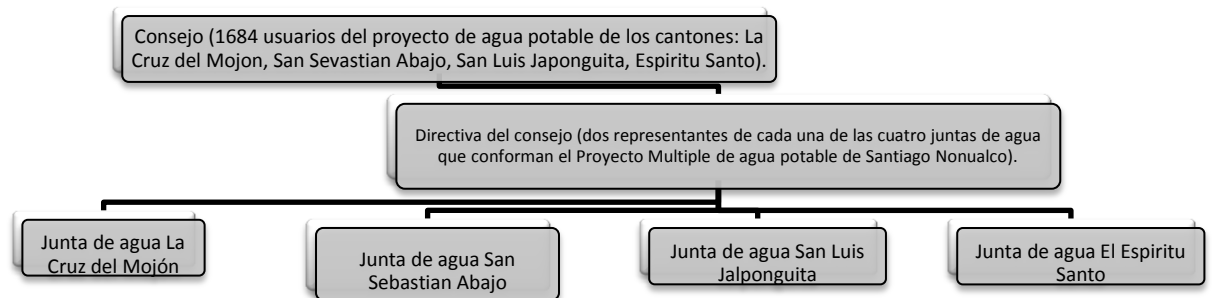 Consejo (1684 usuarios del proyecto de agua potable de los cantones: La
Cruz del Mojon, San Sevastian Abajo, San Luis Japonguita, Espiritu Santo).
Directiva del consejo (dos representantes de cada una de las cuatro juntas de agua
que conforman el Proyecto Multiple de agua potable de Santiago Nonualco).
Junta de agua La
Cruz del Mojón
Junta de agua San
Sebastian Abajo
Junta de agua San Luis
Jalponguita
Junta de agua El Espiritu
Santo